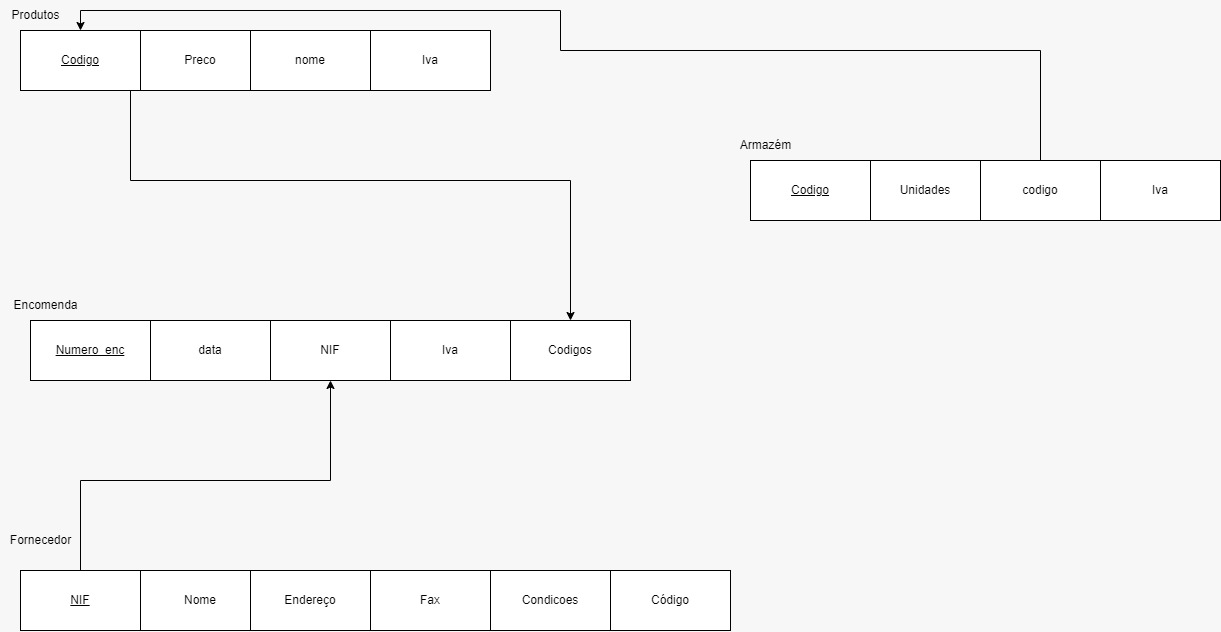 Produtos
Codigo Preco nome Iva
Armazém
Codigo Unidades codigo Iva
Encomenda
Numero_enc data NIF Iva Codigos
Fornecedor
NIF Nome Endereço Fax Condicoes Código